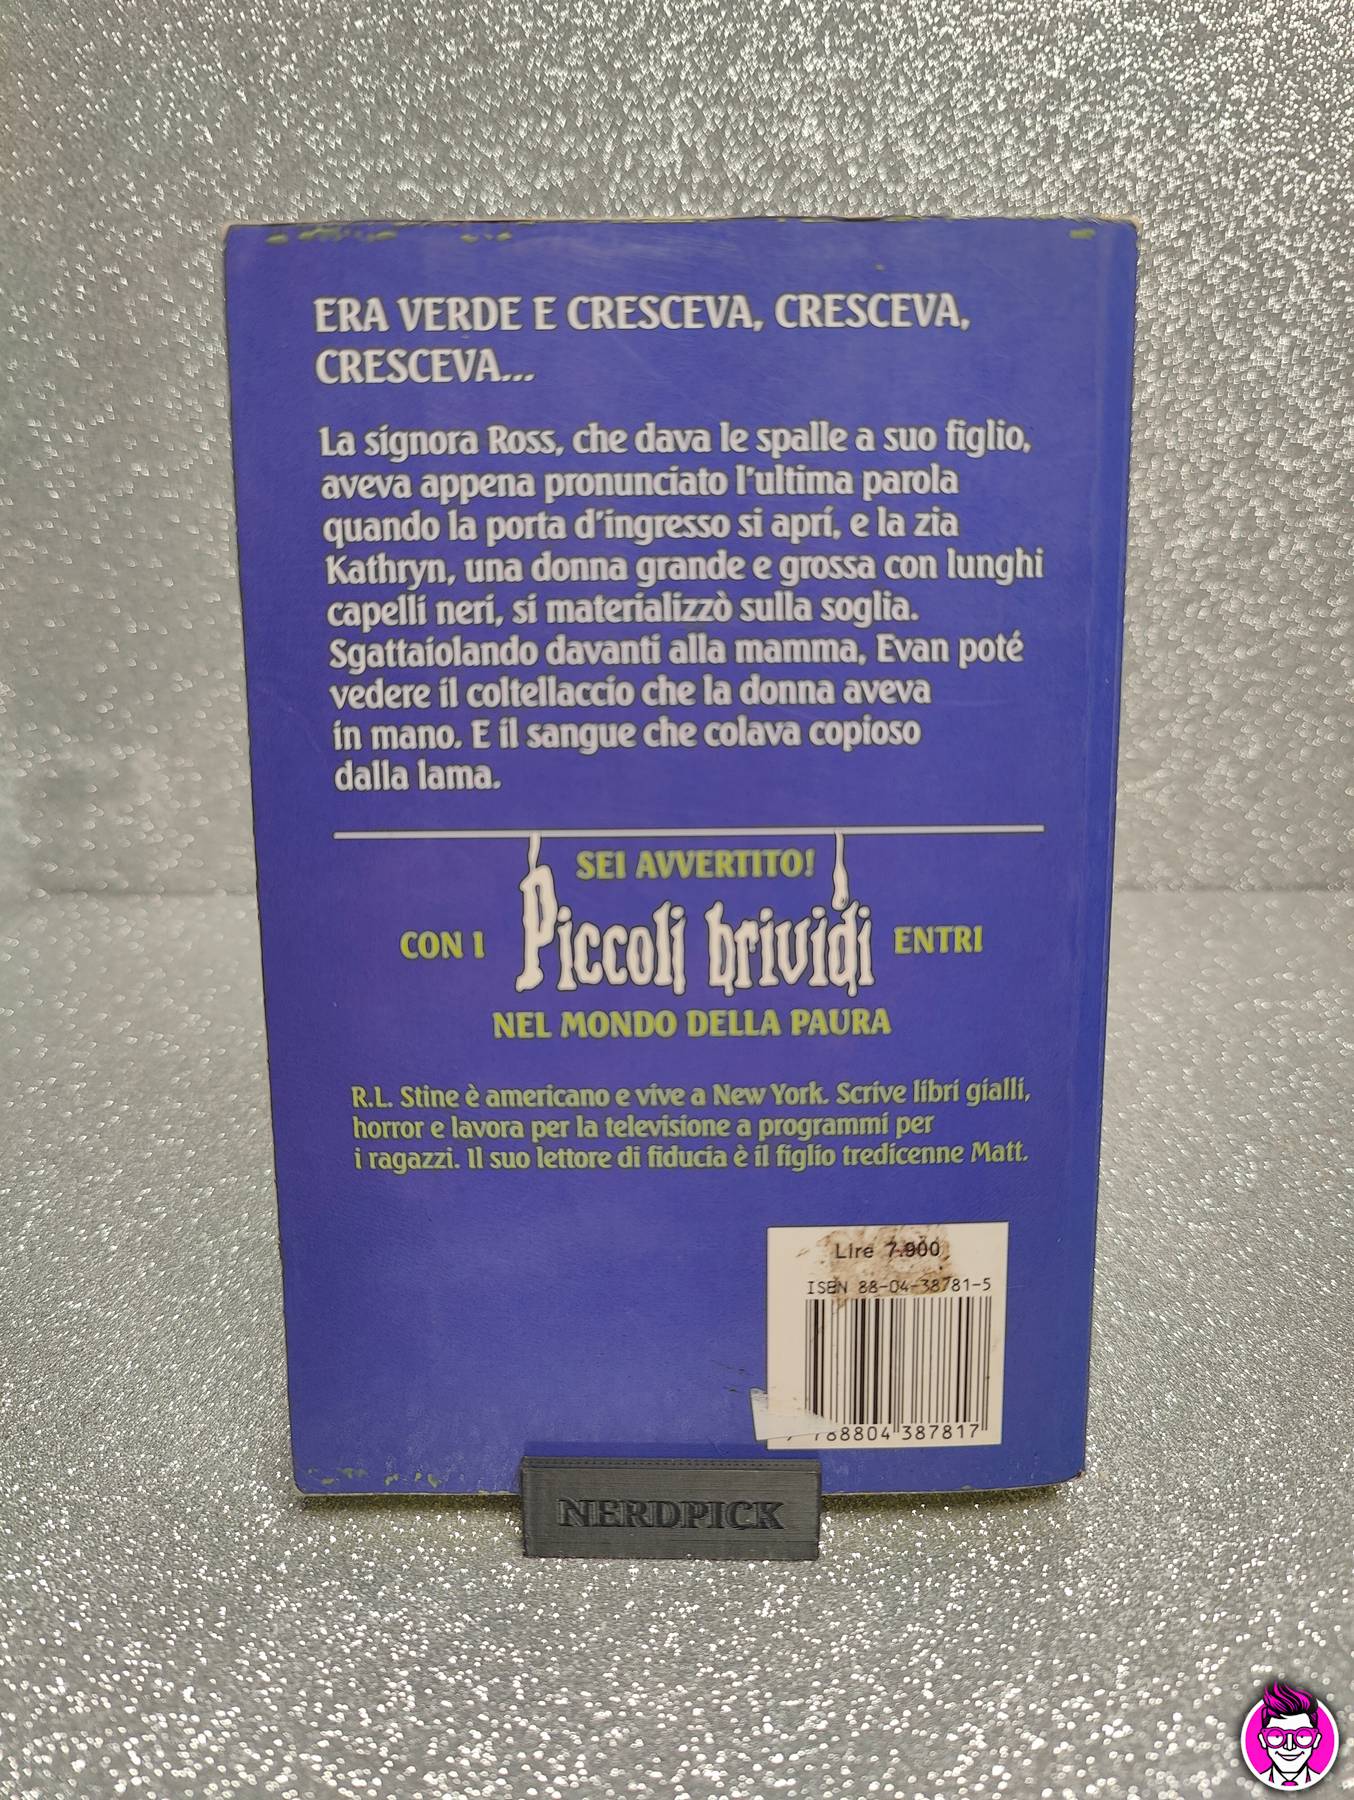 ERA VERDE E CRESCEVA, CRESCEVA,
CRESCEVA...
La signora Ross, che dava le spalle a suo figlio,
aveva appena pronunciato l'ultima parola
quando la porta d'ingresso si aprí, e la zia
Kathryn, una donna grande e grossa con lunghi
capelli neri, si materializzò sulla soglia.
Sgattaiolando davanti alla mamma, Evan poté
vedere il coltellaccio che la donna aveva
in mano. E il sangue che colava copioso
dalla lama.
SEI AVVERTITO!
CON I Piccoli brividi ENTRI
NEL MONDO DELLA PAURA
R.L. Stine è americano e vive a New York. Scrive libri gialli,
horror e lavora per la televisione a programmi per
i ragazzi. Il suo lettore di fiducia è il figlio tredicenne Matt.
Lire 7.900
ISBN 88-04-38781-5
788804 387817
NERDPICK